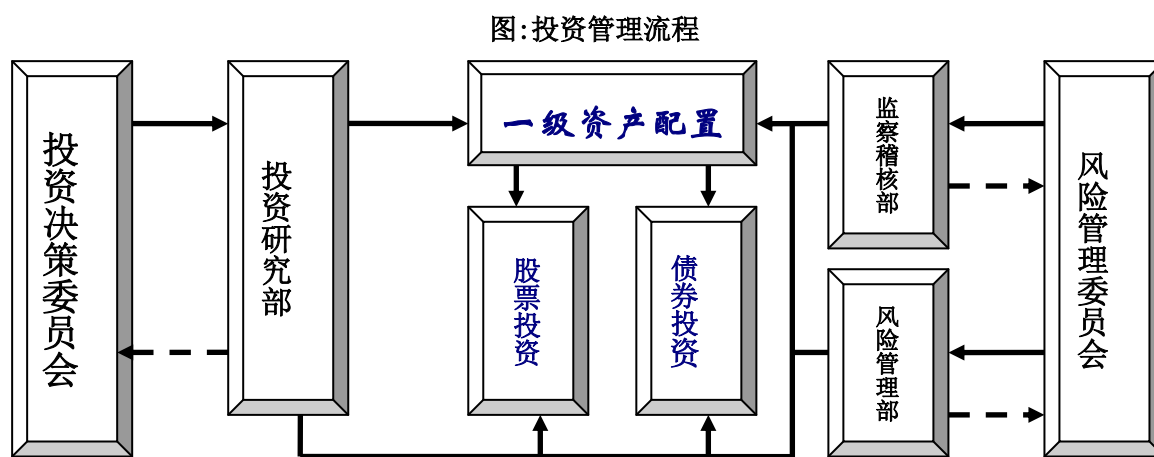 图:投资管理流程
投资决策委员会
投资研究部
一级资产配置
股票投资
债券投资
监察稽核部
风险管理部
风险管理委员会